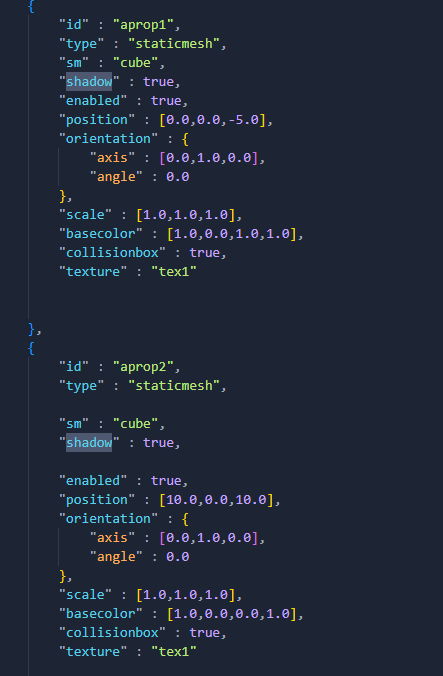 {
"id" : "aprop1",
"type" : "staticmesh",
"sm" : "cube",
"shadow" : true,
"enabled" : true,
"position" : [0.0,0.0,-5.0],
"orientation" : {
"axis" : [0.0,1.0,0.0],
"angle" : 0.0
},
"scale" : [1.0,1.0,1.0],
"basecolor" : [1.0,0.0,1.0,1.0],
"collisionbox" : true,
"texture" : "tex1"
},
{
"id" : "aprop2",
"type" : "staticmesh",
"sm" : "cube",
"shadow" : true,
"enabled" : true,
"position" : [10.0,0.0,10.0],
"orientation" : {
"axis" : [0.0,1.0,0.0],
"angle" : 0.0
},
"scale" : [1.0,1.0,1.0],
"basecolor" : [1.0,0.0,0.0,1.0],
"collisionbox" : true,
"texture" : "tex1"